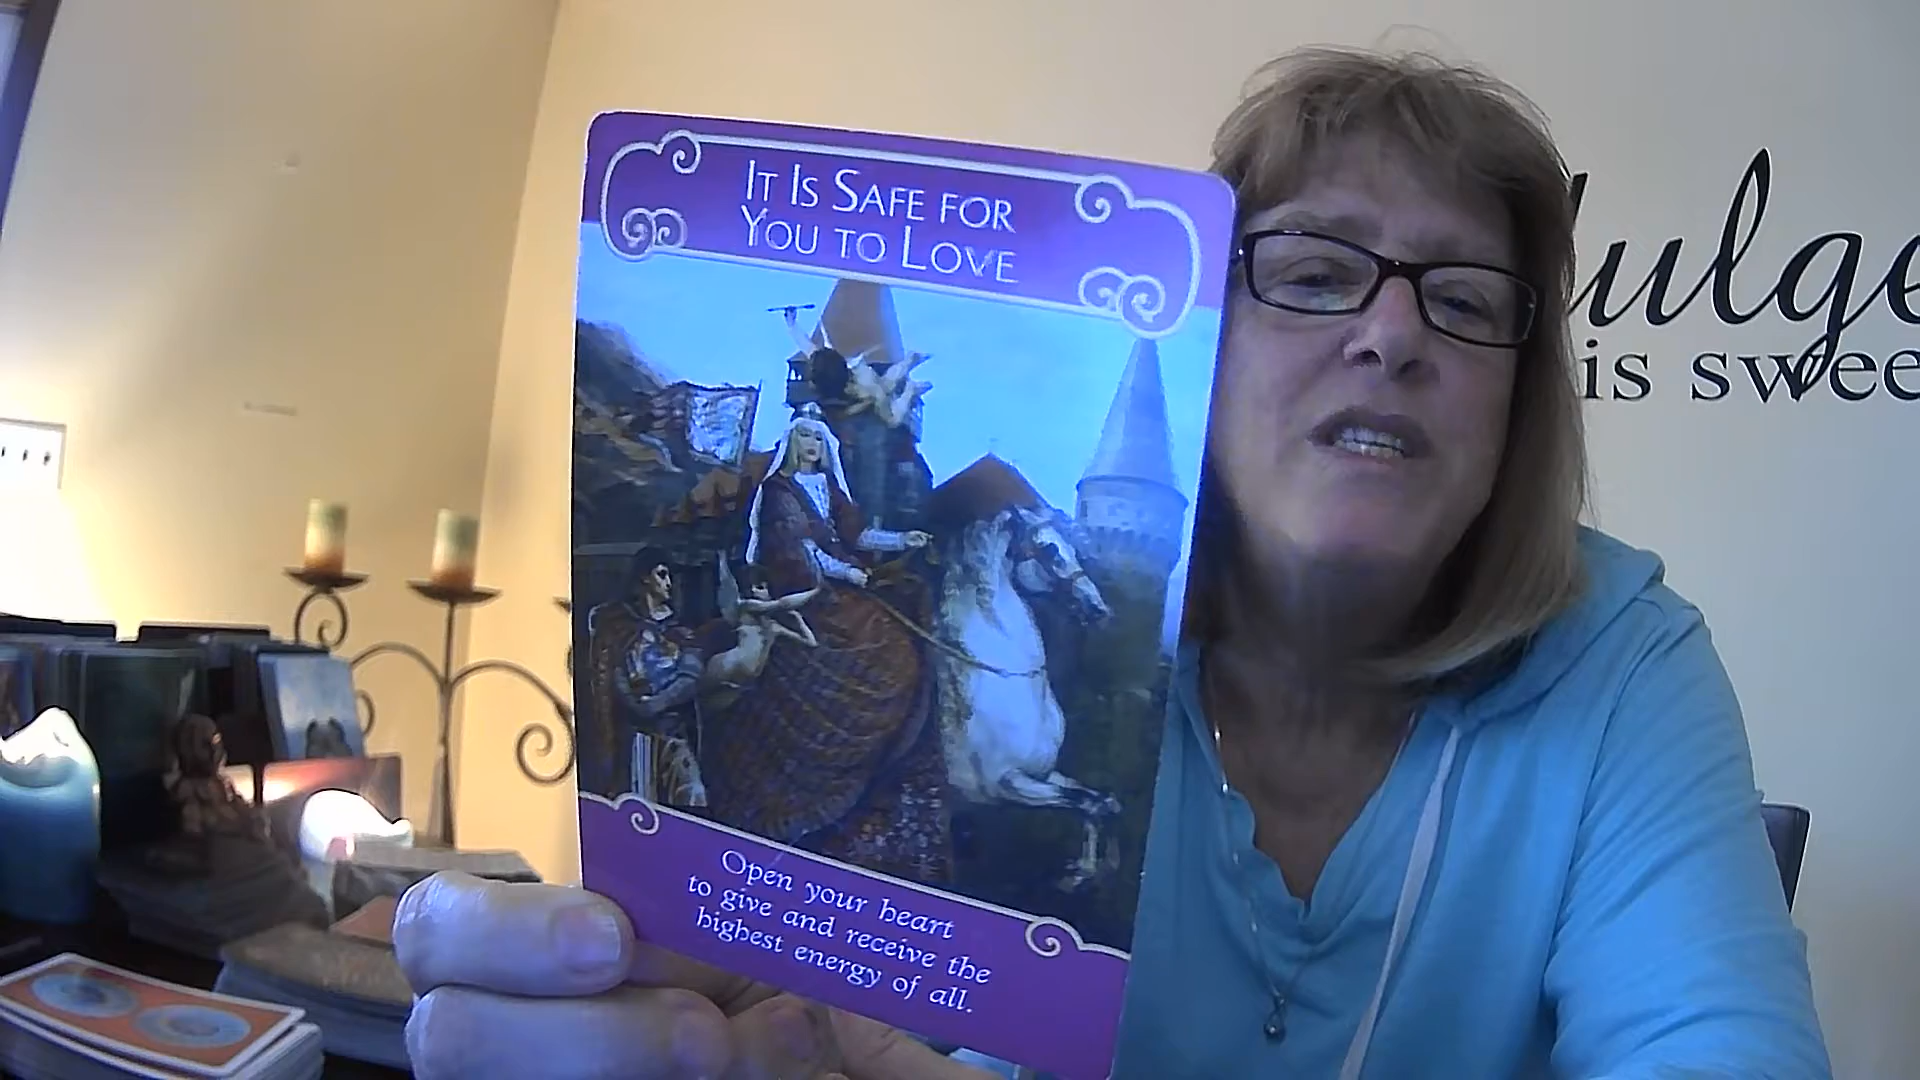 It Is Safe for
You to Love
ulge
is swee
Open your heart
to give and receive the
highest energy of all.